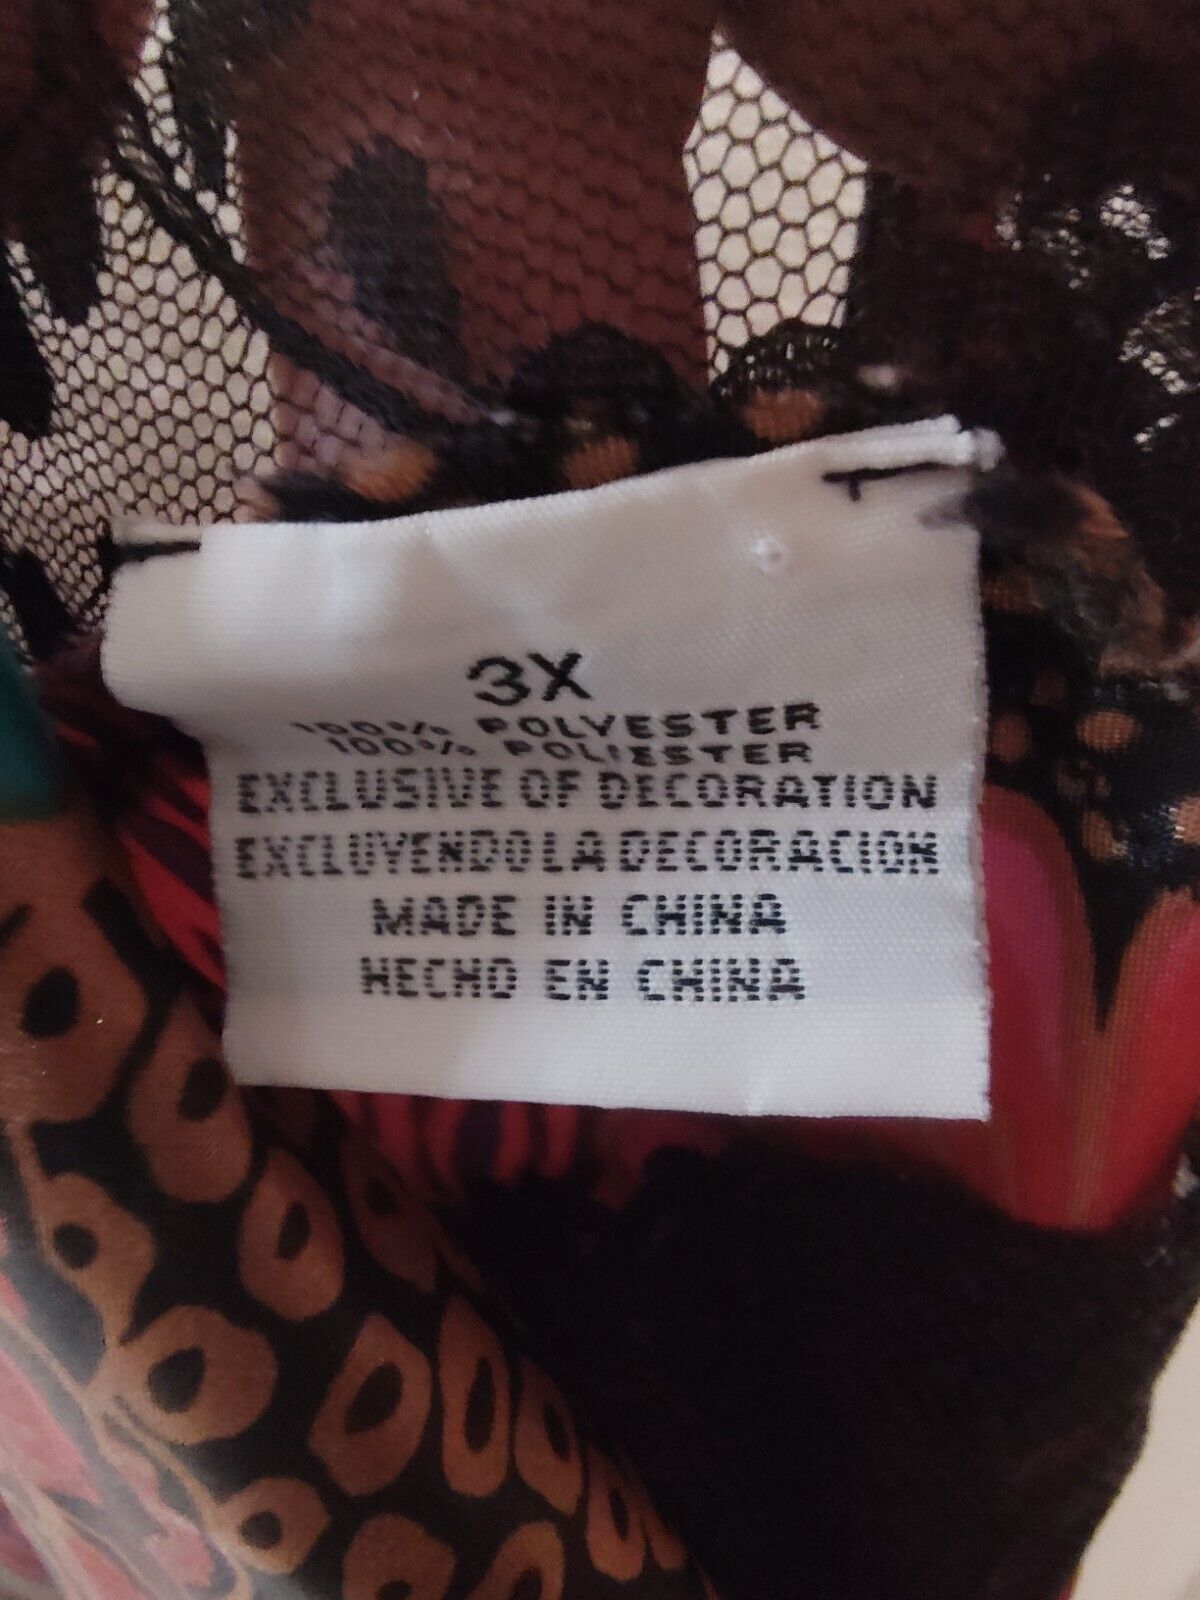 3X
100% POLYESTER
100% POLIESTER
EXCLUSIVE OF DECORATION
EXCLUYENDO LA DECORACION
MADE IN CHINA
HECHO EN CHINA